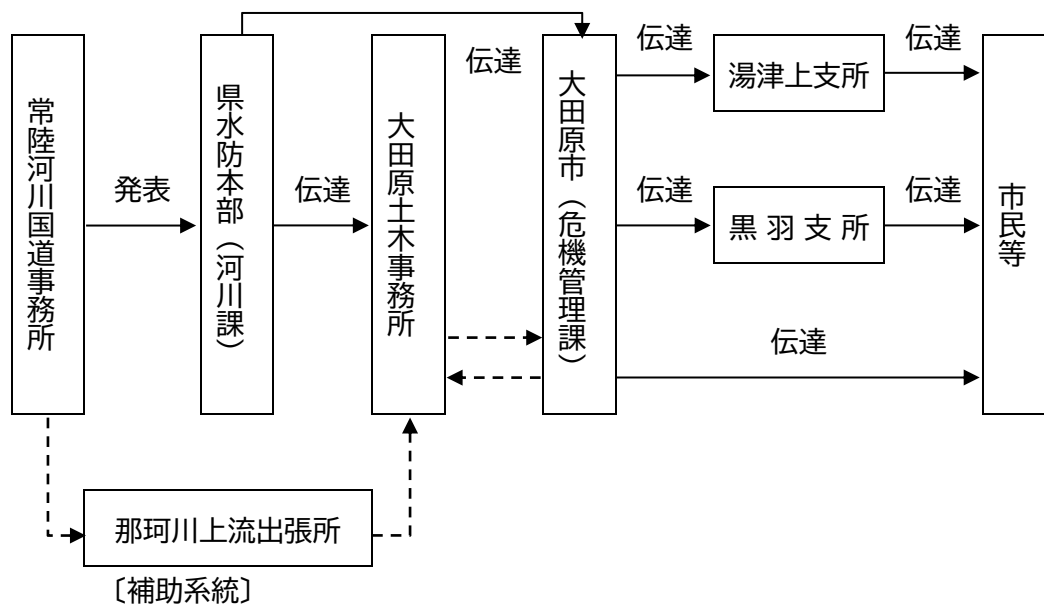 常陸河川国道事務所
発表
県水防本部（河川課）
伝達
大田原土木事務所
伝達
大田原市（危機管理課）
伝達
湯津上支所
伝達
伝達
黒羽支所
伝達
伝達
市民等
那珂川上流出張所
〔補助系統〕